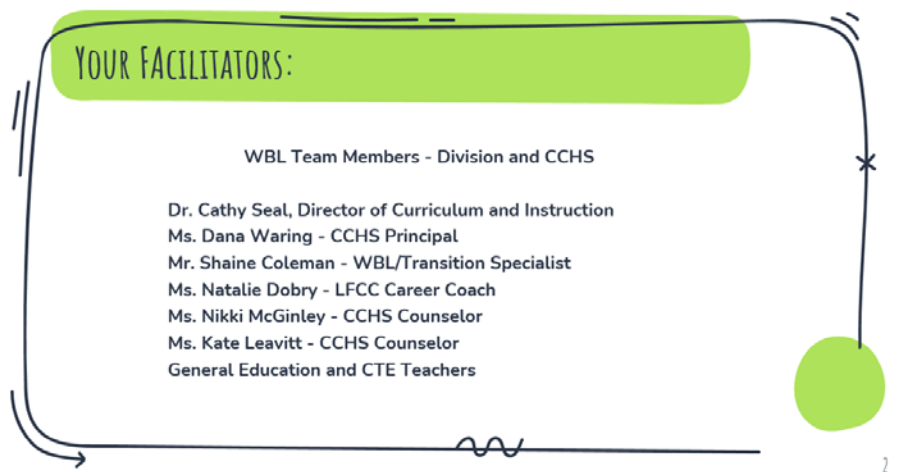 Your FAcilitators:
WBL Team Members - Division and CCHS
Dr. Cathy Seal, Director of Curriculum and Instruction
Ms. Dana Waring - CCHS Principal
Mr. Shaine Coleman - WBL/Transition Specialist
Ms. Natalie Dobry - LFCC Career Coach
Ms. Nikki McGinley - CCHS Counselor
Ms. Kate Leavitt - CCHS Counselor
General Education and CTE Teachers
2